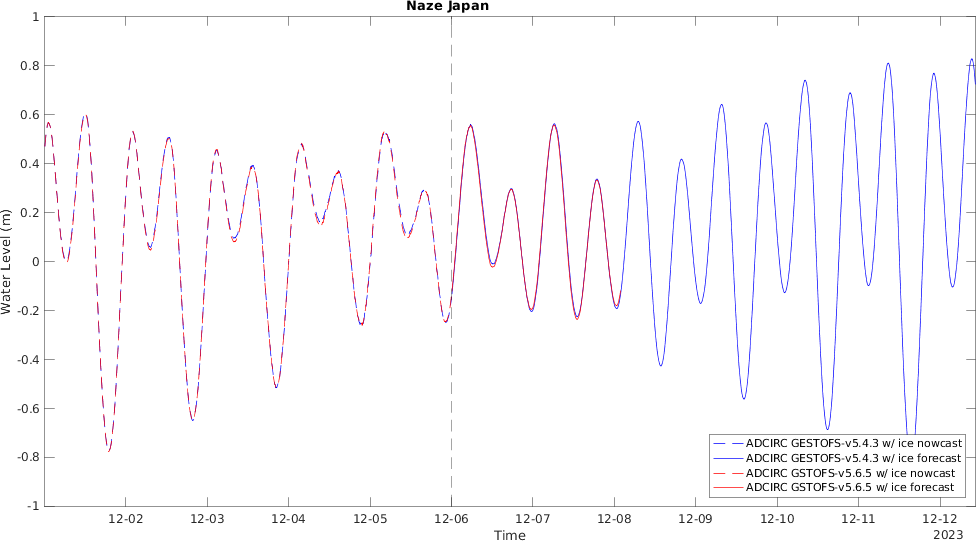 Naze Japan
1
0.8
0.6
0.4
0.2
0
-0.2
-0.4
-0.6
-0.8
-1
Water Level (m)
ADCIRC GESTOFS-v5.4.3 w/ ice nowcast
ADCIRC GESTOFS-v5.4.3 w/ ice forecast
ADCIRC GSTOFS-v5.6.5 w/ ice nowcast
ADCIRC GSTOFS-v5.6.5 w/ ice forecast
12-02 12-03 12-04 12-05 12-06 12-07 12-08 12-09 12-10 12-11 12-12
Time 2023